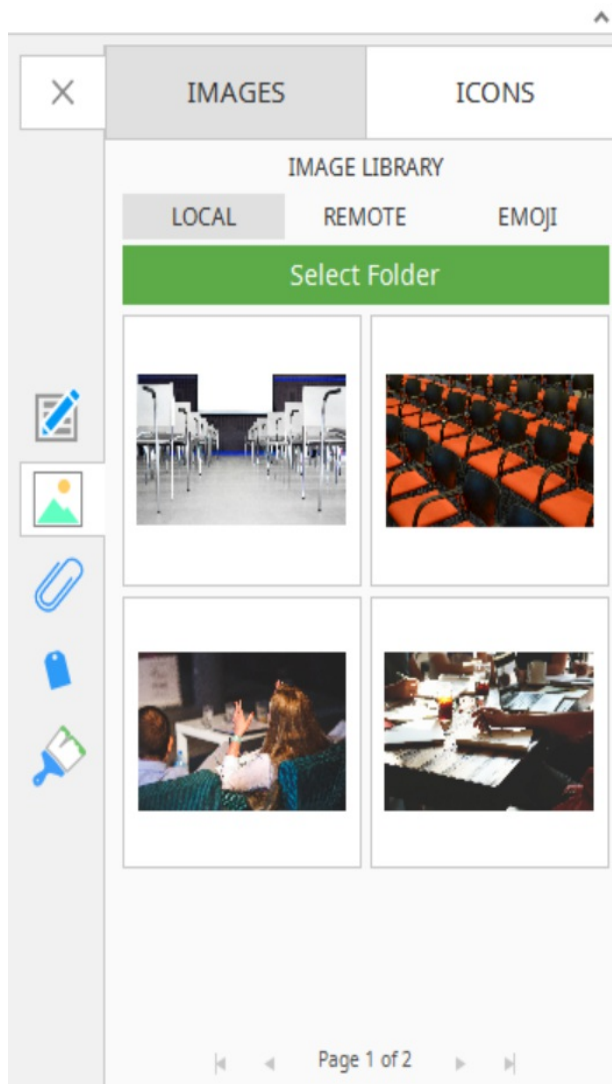 IMAGES ICONS
IMAGE LIBRARY
LOCAL REMOTE EMOJI
Select Folder
Page 1 of 2